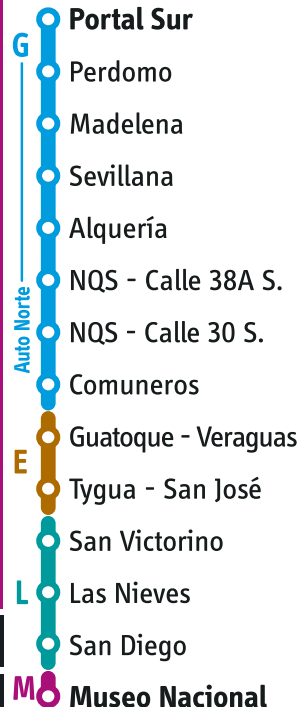 Portal Sur
G
Perdomo
Madelena
Sevillana
Alquería
NQS - Calle 38A S.
Auto Norte
NQS - Calle 30 S.
Comuneros
Guatoque - Veraguas
E
Tygua - San José
San Victorino
L
Las Nieves
San Diego
M
Museo Nacional